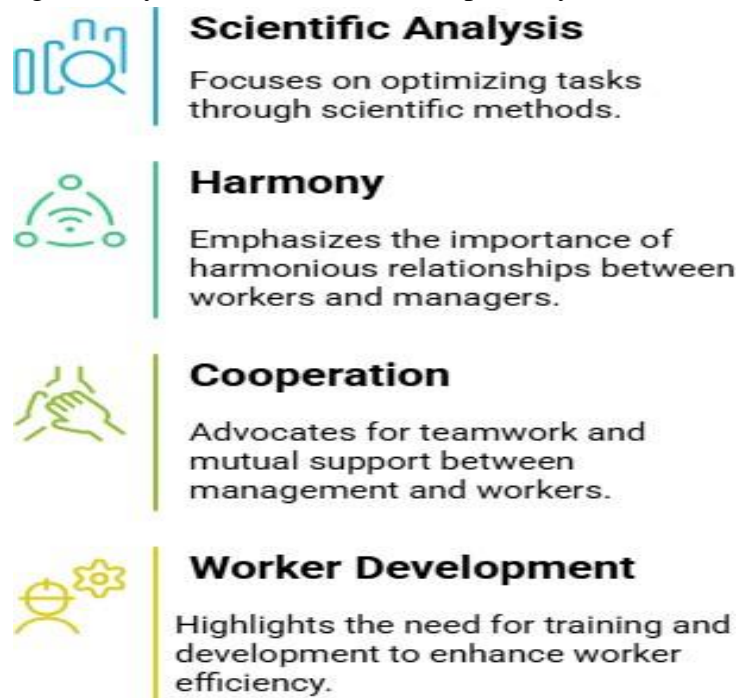 Scientific Analysis
Focuses on optimizing tasks
through scientific methods.
Harmony
Emphasizes the importance of
harmonious relationships between
workers and managers.
Cooperation
Advocates for teamwork and
mutual support between
management and workers.
Worker Development
Highlights the need for training and
development to enhance worker
efficiency.